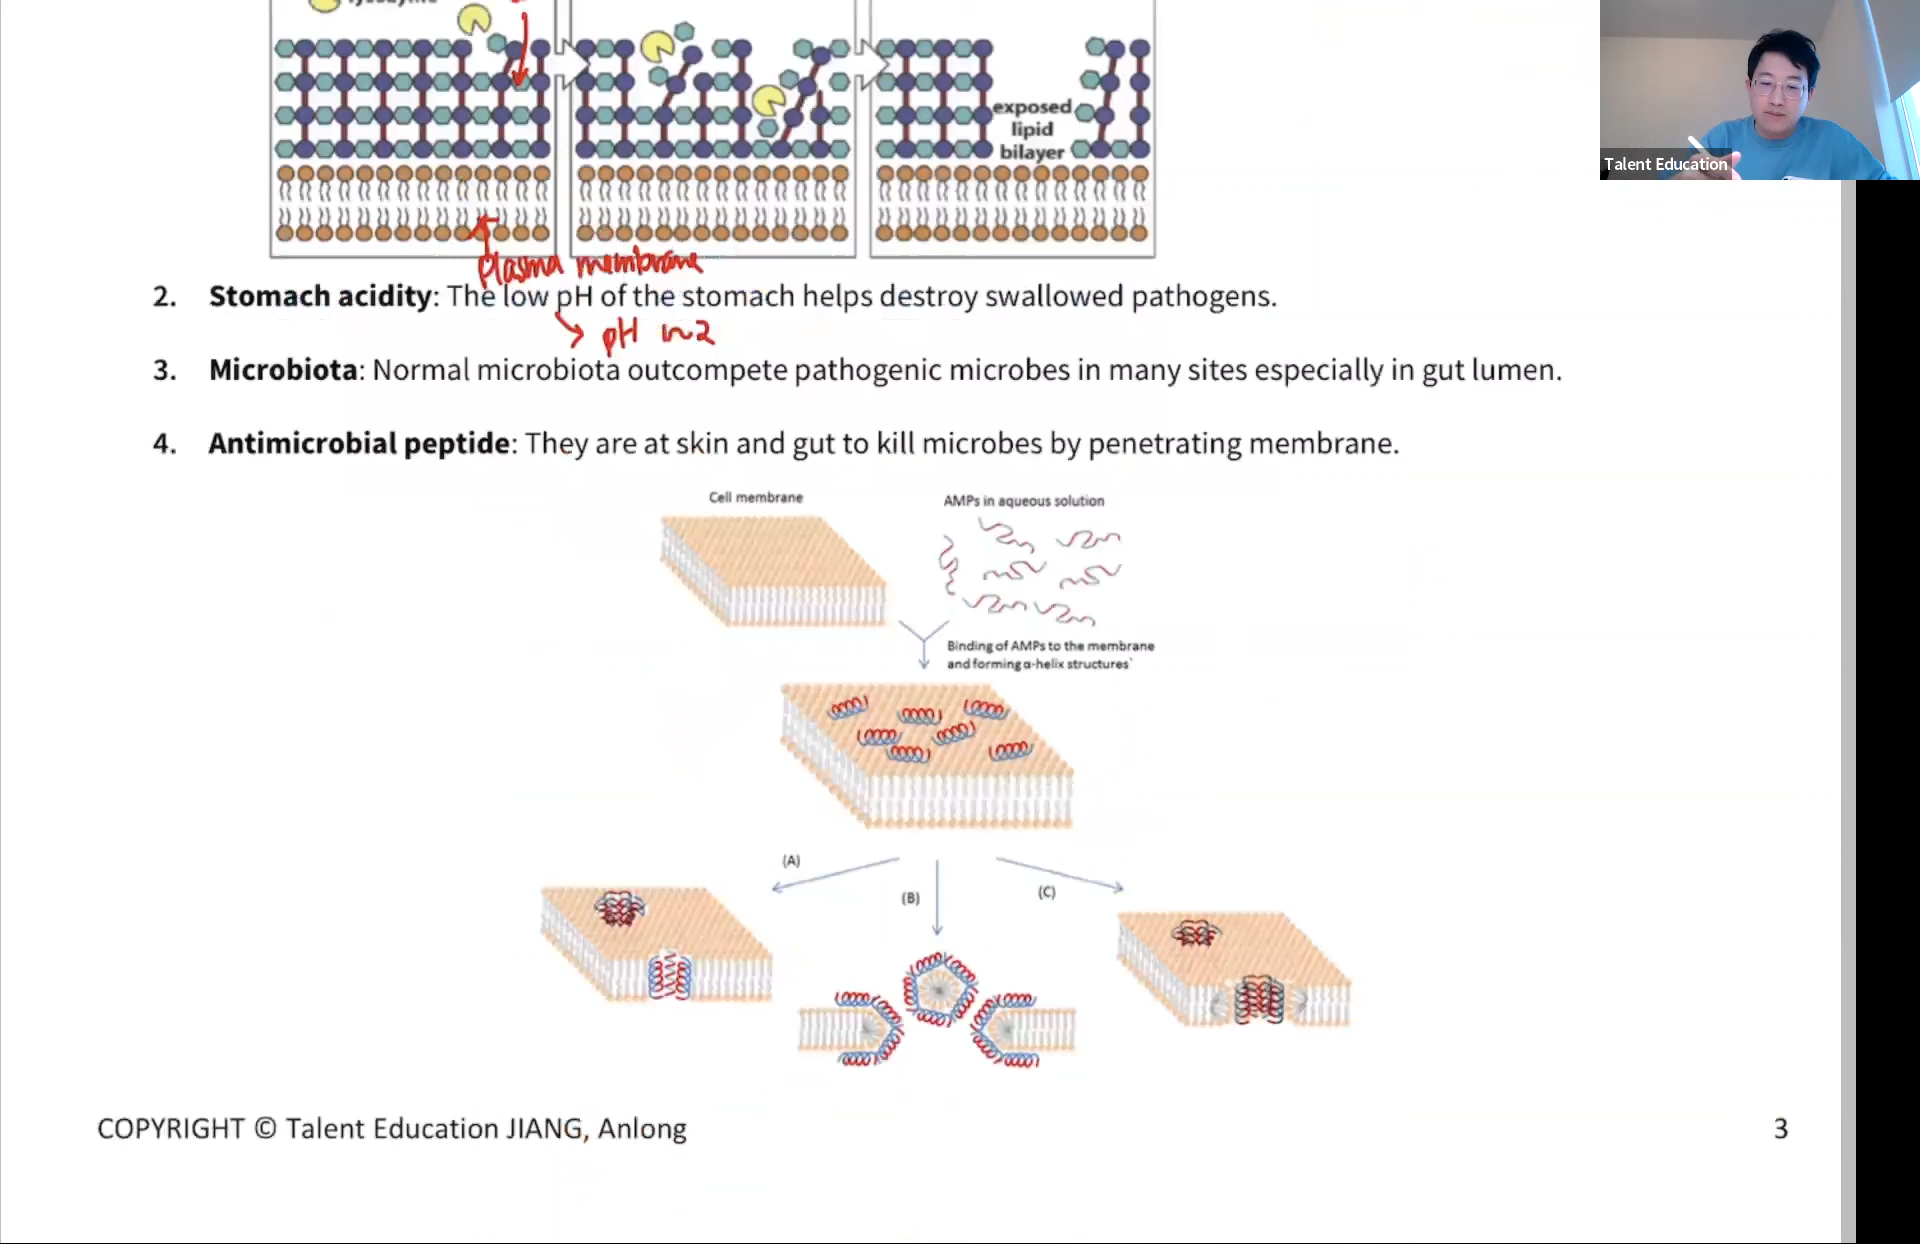 exposed
lipid
bilayer
Talent Education
plasma membrane
2. Stomach acidity: The low pH of the stomach helps destroy swallowed pathogens.
pH ~2
3. Microbiota: Normal microbiota outcompete pathogenic microbes in many sites especially in gut lumen.
4. Antimicrobial peptide: They are at skin and gut to kill microbes by penetrating membrane.
Cell membrane
AMPs in aqueous solution
Binding of AMPs to the membrane
and forming α-helix structures`
(A)
(B)
(C)
COPYRIGHT © Talent Education JIANG, Anlong
3